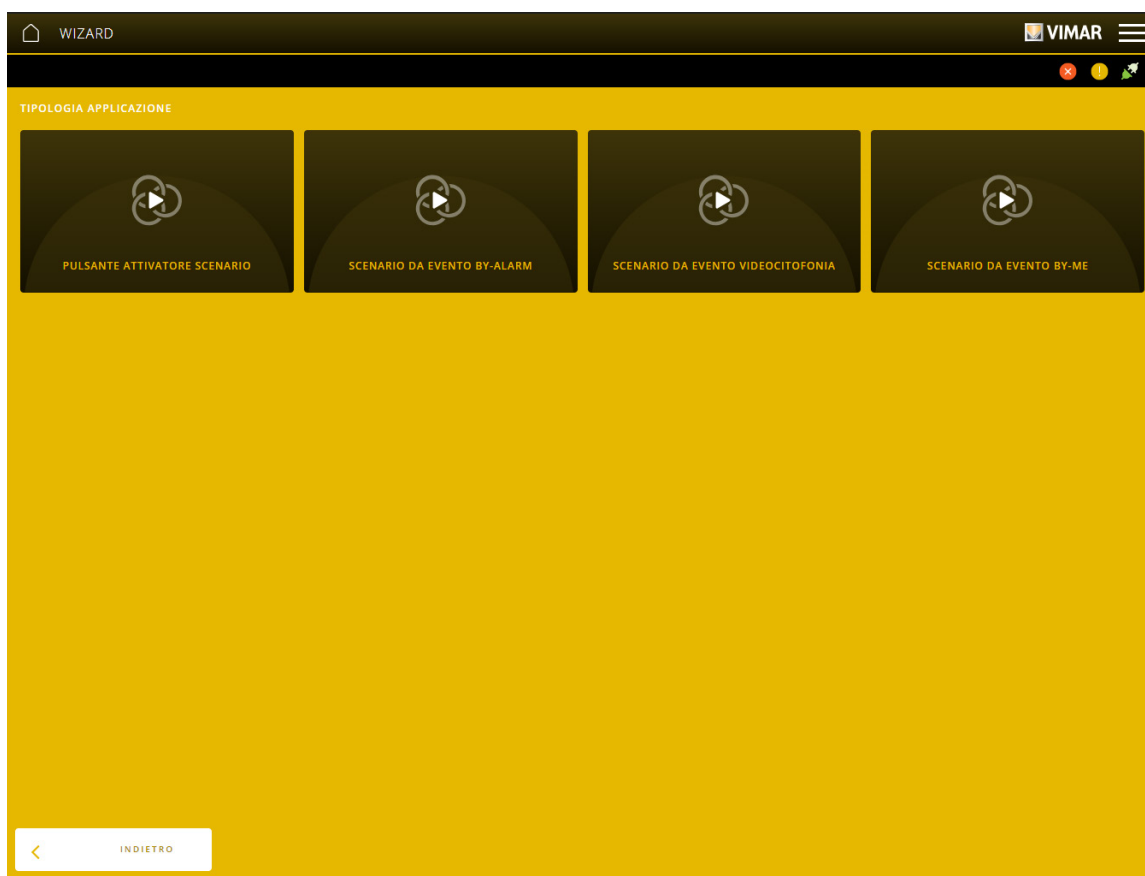 WIZARD
VIMAR
TIPOLOGIA APPLICAZIONE
PULSANTE ATTIVATORE SCENARIO
SCENARIO DA EVENTO BY-ALARM
SCENARIO DA EVENTO VIDEOCITOFONIA
SCENARIO DA EVENTO BY-ME
INDIETRO